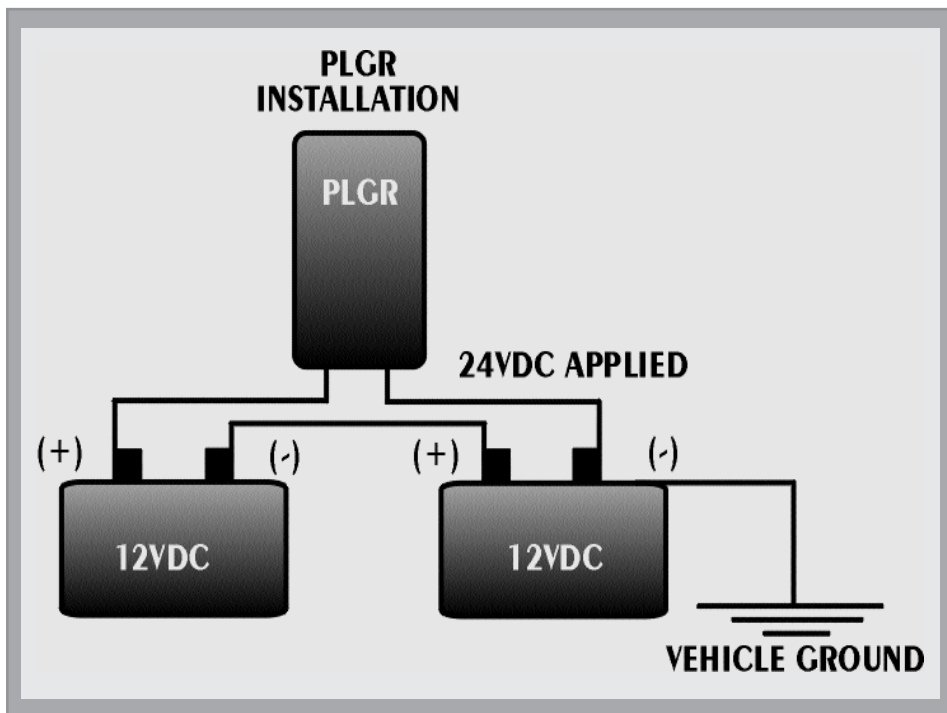 PLGR
INSTALLATION
PLGR
24VDC APPLIED
(+) (-) (+) (-)
12VDC 12VDC
VEHICLE GROUND